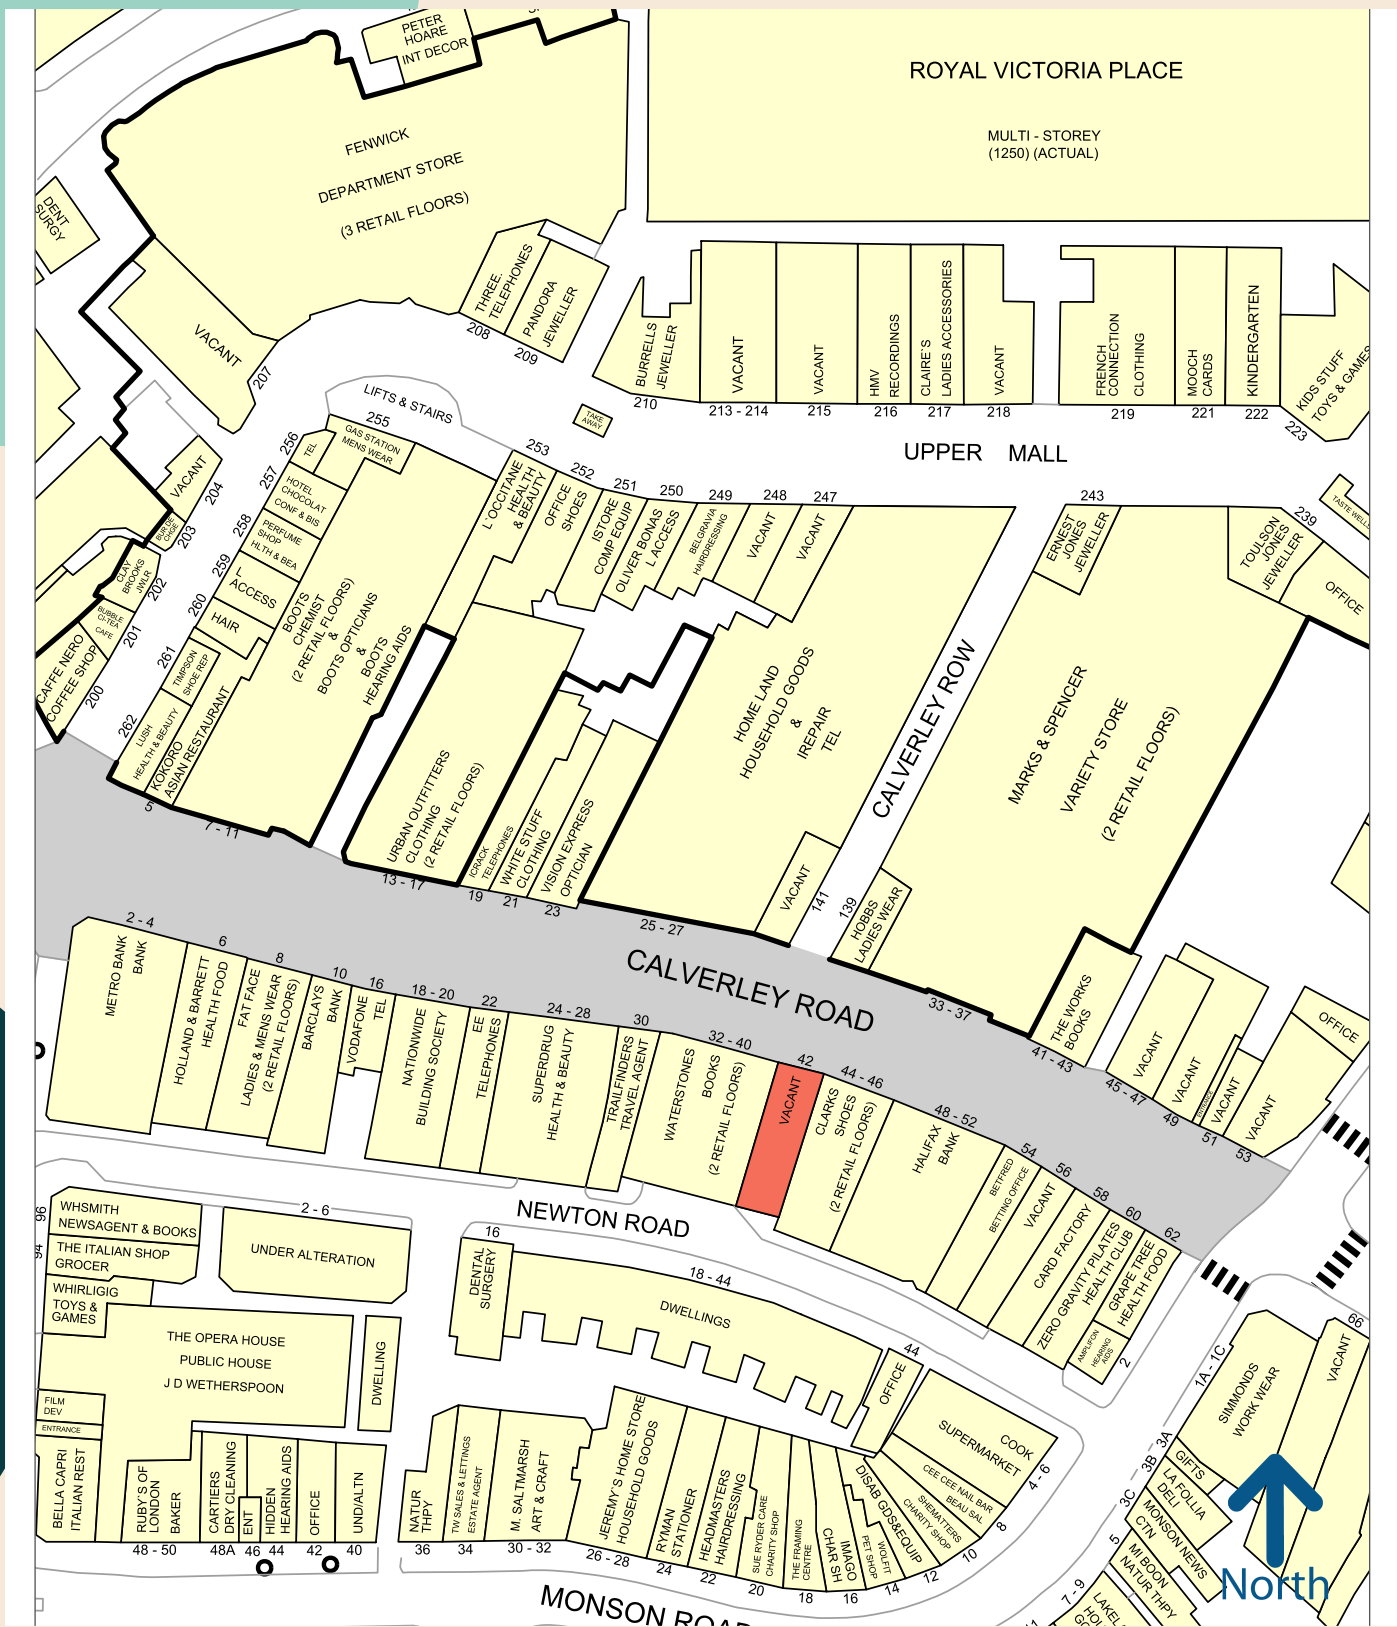 PETER
HOARE
INT DECOR
ROYAL VICTORIA PLACE
MULTI - STOREY
(1250) (ACTUAL)
FENWICK
DEPARTMENT STORE
(3 RETAIL FLOORS)
DENT
SURGY
VACANT
207
THREE.
TELEPHONES
208
PANDORA
JEWELLER
209
BURRELLS
JEWELLER
210
VACANT
213 - 214
VACANT
215
HMV
RECORDINGS
216
CLAIRE'S
LADIES ACCESSORIES
217
VACANT
218
FRENCH
CONNECTION
CLOTHING
219
MOOCH
CARDS
221
KINDERGARTEN
222
KIDS STUFF
TOYS & GAMES
223
LIFTS & STAIRS
TAKE
AWAY
UPPER MALL
255
GAS STATION
MENS WEAR
256
TEL
257
HOTEL
CHOCOLAT
CONF & BIS
258
PERFUME
SHOP
HLTH & BEA
259
L
ACCESS
260
HAIR
261
TIMPSON
SHOE REP
262
LUSH
HEALTH & BEAUTY
KOKORO
ASIAN RESTAURANT
5
VACANT
204
BUR DE
CHGE
203
CLAY
BROOKS
JWLR
202
BUBBLE
CI-TEA
CAFE
201
CAFFE NERO
COFFEE SHOP
200
BOOTS
CHEMIST
(2 RETAIL FLOORS)
&
BOOTS OPTICIANS
&
BOOTS
HEARING AIDS
7 - 11
253
L'OCCITANE
HEALTH
& BEAUTY
252
OFFICE
SHOES
251
ISTORE
COMP EQUIP
250
OLIVER BONAS
L ACCESS
249
BELGRAVIA
HAIRDRESSING
248
VACANT
247
VACANT
243
ERNEST
JONES
JEWELLER
239
TOULSON
JONES
JEWELLER
OFFICE
URBAN OUTFITTERS
CLOTHING
(2 RETAIL FLOORS)
13 - 17
ICRACK
TELEPHONES
19
WHITE STUFF
CLOTHING
21
VISION EXPRESS
OPTICIAN
23
HOME LAND
HOUSEHOLD GOODS
&
IREPAIR
TEL
25 - 27
VACANT
141
CALVERLEY ROW
139
HOBBS
LADIES WEAR
MARKS & SPENCER
VARIETY STORE
(2 RETAIL FLOORS)
33 - 37
THE WORKS
BOOKS
41 - 43
VACANT
45 - 47
VACANT
49
ENTRANCE
VACANT
51
VACANT
53
OFFICE
CALVERLEY ROAD
2 - 4
METRO BANK
BANK
6
HOLLAND & BARRETT
HEALTH FOOD
8
FAT FACE
LADIES & MENS WEAR
(2 RETAIL FLOORS)
10
BARCLAYS
BANK
16
VODAFONE
TEL
18 - 20
NATIONWIDE
BUILDING SOCIETY
22
EE
TELEPHONES
24 - 28
SUPERDRUG
HEALTH & BEAUTY
30
TRAILFINDERS
TRAVEL AGENT
32 - 40
WATERSTONES
BOOKS
(2 RETAIL FLOORS)
42
VACANT
44 - 46
CLARKS
SHOES
(2 RETAIL FLOORS)
48 - 52
HALIFAX
BANK
54
BETFRED
BETTING OFFICE
56
VACANT
58
CARD FACTORY
60
ZERO GRAVITY PILATES
HEALTH CLUB
62
GRAPE TREE
HEALTH FOOD
AMPLIFON
HEARING
AIDS
2
NEWTON ROAD
96
WHSMITH
NEWSAGENT & BOOKS
94
THE ITALIAN SHOP
GROCER
WHIRLIGIG
TOYS &
GAMES
2 - 6
UNDER ALTERATION
THE OPERA HOUSE
PUBLIC HOUSE
J D WETHERSPOON
DWELLING
FILM
DEV
ENTRANCE
BELLA CAPRI
ITALIAN REST
RUBY'S OF
LONDON
BAKER
48 - 50
CARTIERS
DRY CLEANING
48A
ENT
46
HIDDEN
HEARING AIDS
44
OFFICE
42
UND/ALTN
40
16
DENTAL
SURGERY
18 - 44
DWELLINGS
44
OFFICE
COOK
SUPERMARKET
4 - 6
CEE CEE NAIL BAR
BEAU SAL
8
SHEMATTERS
CHARITY SHOP
10
DISAB GDS&EQUIP
12
WOLFIT
PET SHOP
14
IMAGO
CHAR SH
16
THE FRAMING
CENTRE
18
SUE RYDER CARE
CHARITY SHOP
20
HEADMASTERS
HAIRDRESSING
22
RYMAN
STATIONER
24
JEREMY'S HOME STORE
HOUSEHOLD GOODS
26 - 28
M. SALTMARSH
ART & CRAFT
30 - 32
TW SALES & LETTINGS
ESTATE AGENT
34
NATUR
THPY
36
MONSON ROAD
66
VACANT
1A - 1C
SIMMONDS
WORK WEAR
3A
GIFTS
3B
LA FOLLIA
DELI
3C
MONSON NEWS
CTN
5
MI BOON
NATUR THPY
7 - 9
North